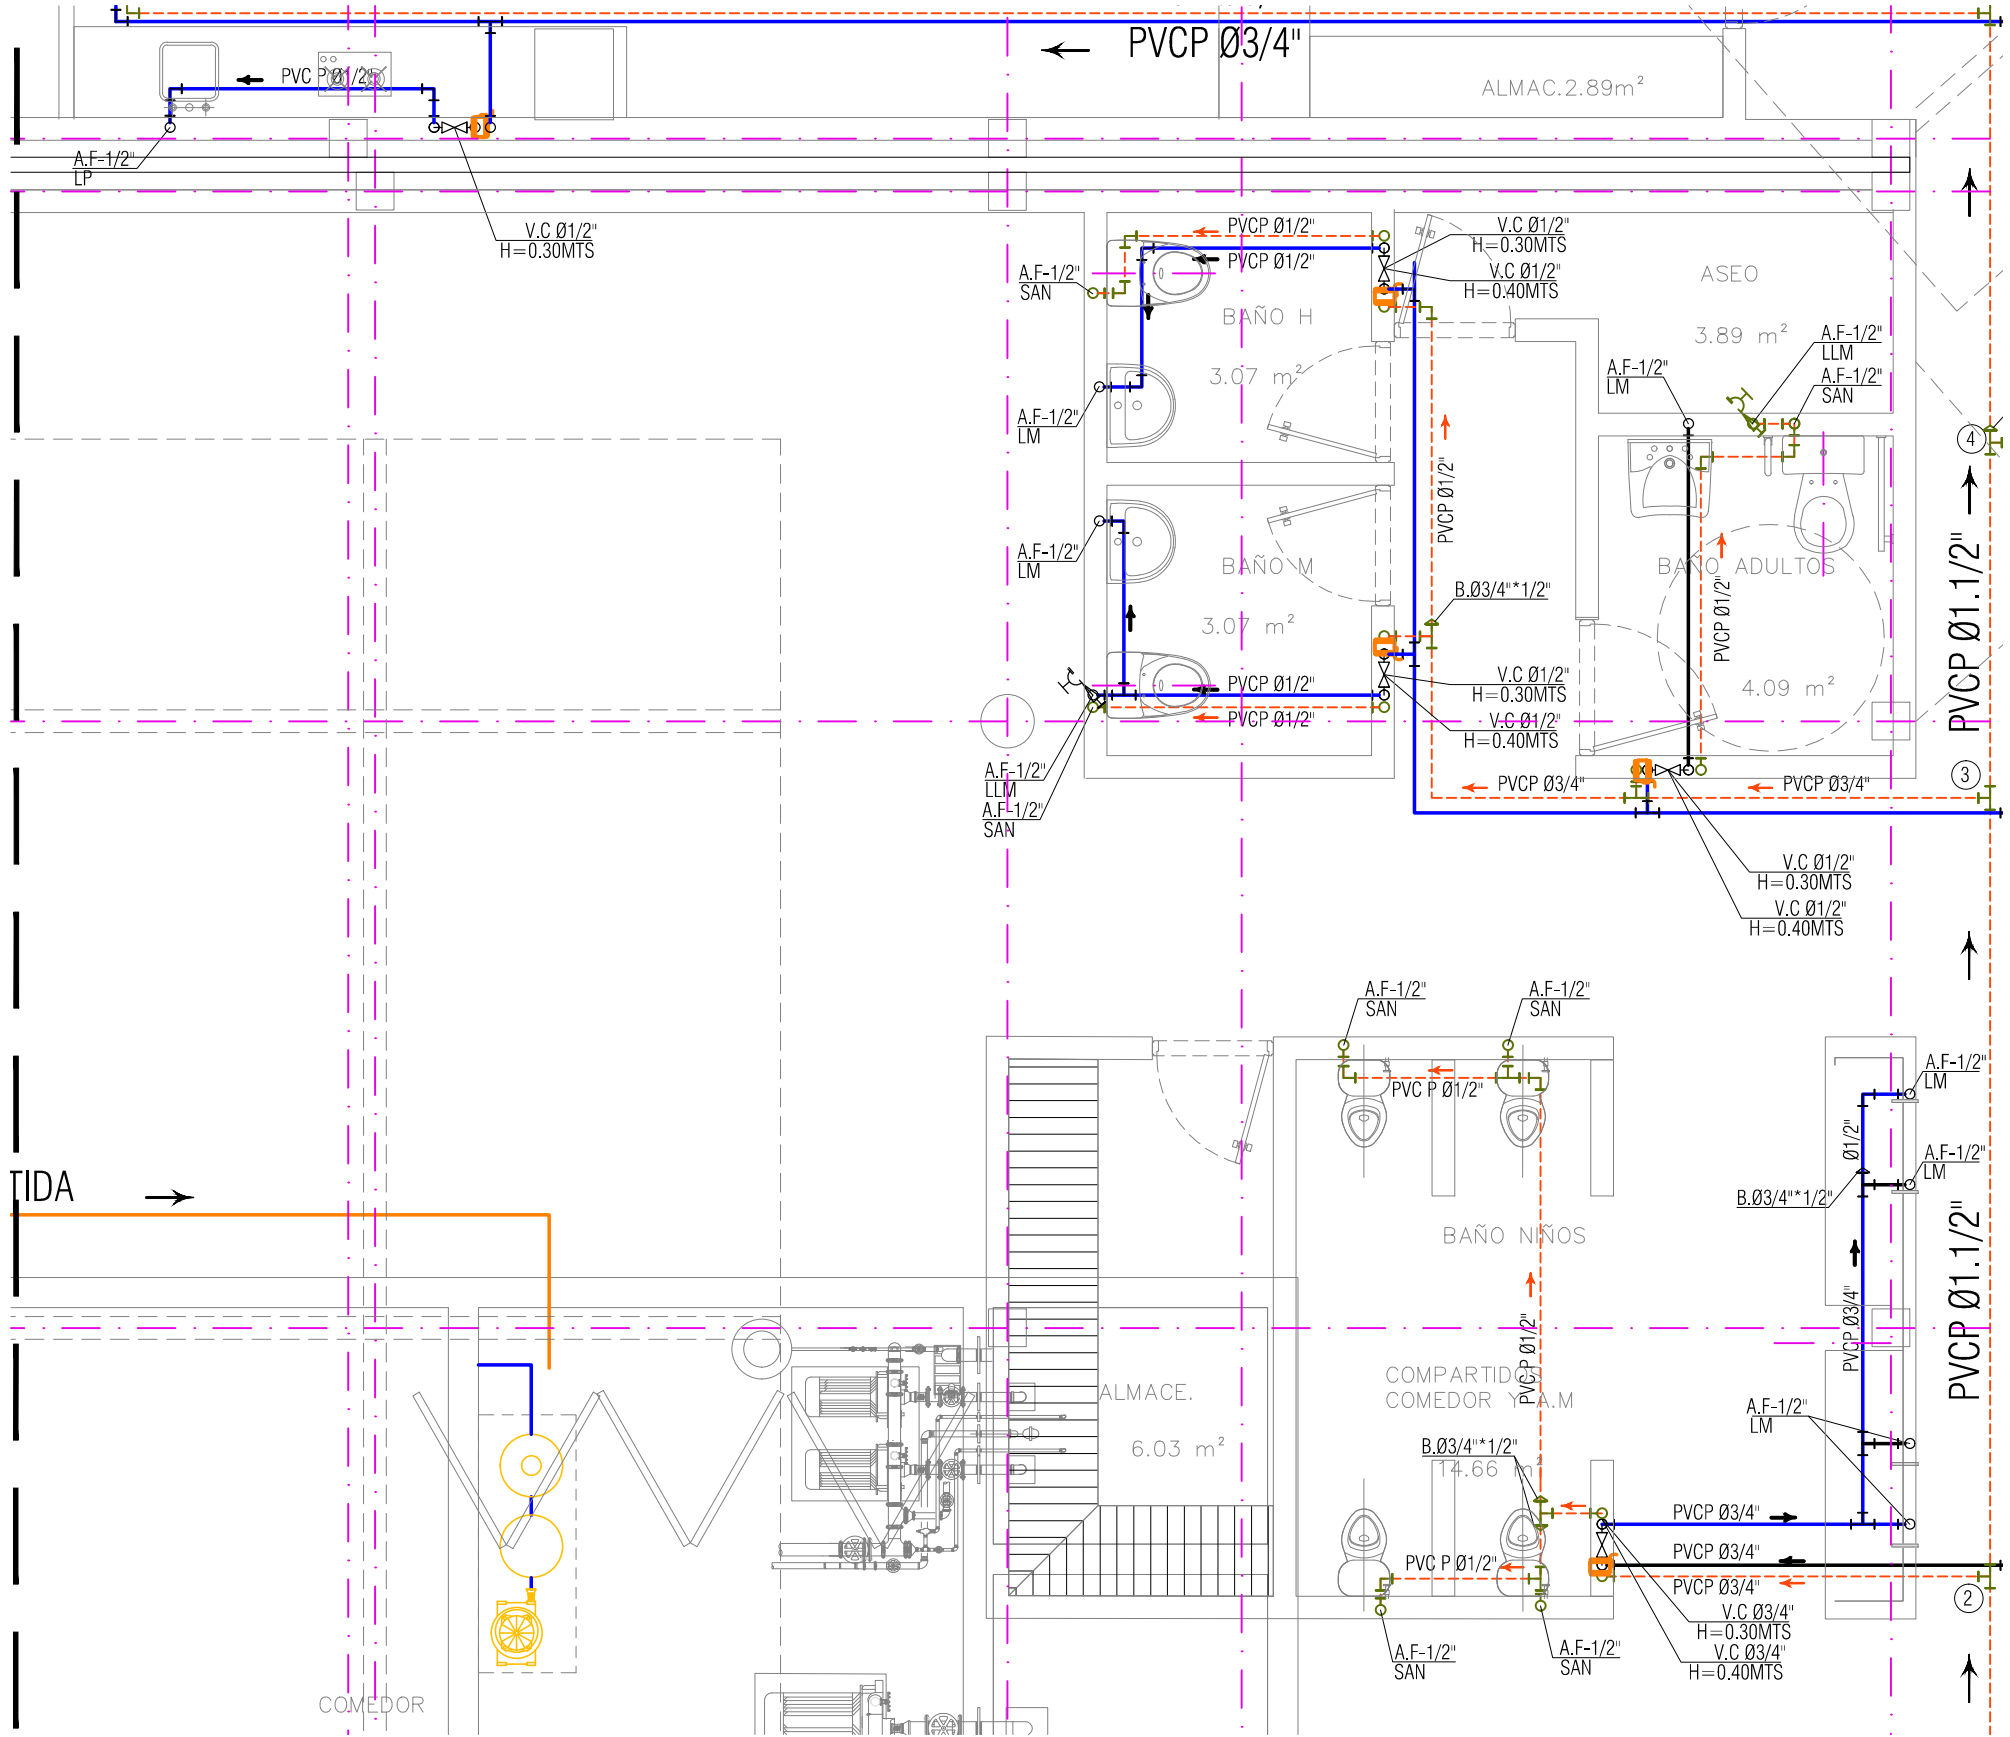 PVCP Ø3/4"
ALMAC.2.89m²
PVC P Ø1/2"
A.F-1/2"
LP
V.C Ø1/2"
H=0.30MTS
PVCP Ø1/2"
PVCP Ø1/2"
V.C Ø1/2"
H=0.30MTS
V.C Ø1/2"
H=0.40MTS
A.F-1/2"
SAN
BAÑO H
3.07 m²
A.F-1/2"
LM
ASEO
3.89 m²
A.F-1/2"
LLM
A.F-1/2"
SAN
A.F-1/2"
LM
4
PVCP Ø1/2"
A.F-1/2"
LM
BAÑO M
3.07 m²
B.Ø3/4"*1/2"
BAÑO ADULTOS
PVCP Ø1/2"
4.09 m²
PVCP Ø1.1/2"
PVCP Ø1/2"
PVCP Ø1/2"
V.C Ø1/2"
H=0.30MTS
V.C Ø1/2"
H=0.40MTS
A.F-1/2"
LLM
A.F-1/2"
SAN
PVCP Ø3/4"
PVCP Ø3/4"
3
V.C Ø1/2"
H=0.30MTS
V.C Ø1/2"
H=0.40MTS
A.F-1/2"
SAN
A.F-1/2"
SAN
PVC P Ø1/2"
A.F-1/2"
LM
Ø1/2"
A.F-1/2"
LM
B.Ø3/4"*1/2"
TIDA
BAÑO NIÑOS
PVCP Ø3/4"
PVCP Ø1.1/2"
PVC P Ø1/2"
COMPARTIDOS
COMEDOR Y A.M
14.66 m²
ALMACE.
6.03 m²
A.F-1/2"
LM
B.Ø3/4"*1/2"
PVCP Ø3/4"
PVCP Ø3/4"
PVCP Ø3/4"
PVC P Ø1/2"
2
V.C Ø3/4"
H=0.30MTS
V.C Ø3/4"
H=0.40MTS
A.F-1/2"
SAN
A.F-1/2"
SAN
COMEDOR